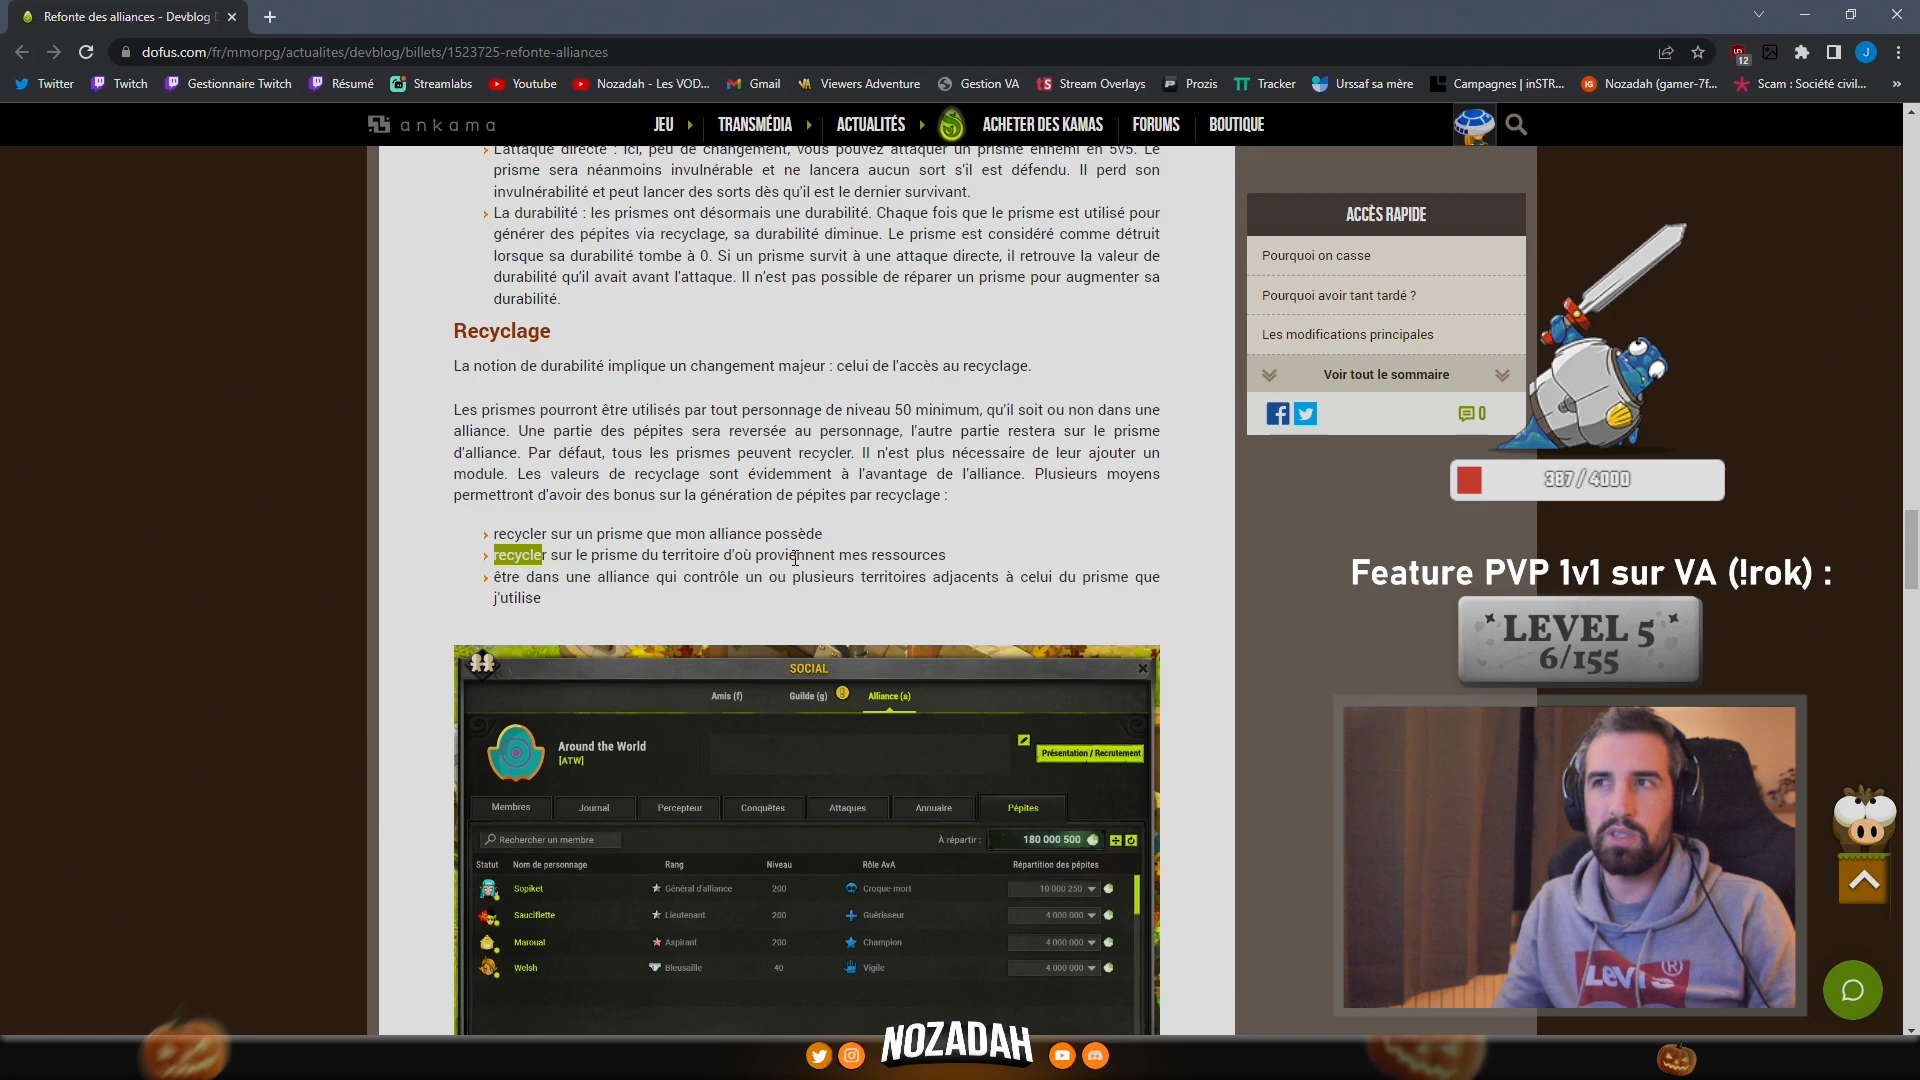 Refonte des alliances - Devblog
dofus.com/fr/mmorpg/actualites/devblog/billets/1523725-refonte-alliances
12
J
Twitter
Twitch
Gestionnaire Twitch
Résumé
Streamlabs
Youtube
Nozadah - Les VOD...
Gmail
Viewers Adventure
Gestion VA
Stream Overlays
Prozis
Tracker
Urssaf sa mère
Campagnes | inSTR...
Nozadah (gamer-7f...
Scam : Société civil...
ankama
JEU
TRANSMÉDIA
ACTUALITÉS
ACHETER DES KAMAS
FORUMS
BOUTIQUE
L'attaque directe : ici, peu de changement, vous pouvez attaquer un prisme ennemi en 5v5. Le
prisme sera néanmoins invulnérable et ne lancera aucun sort s'il est défendu. Il perd son
invulnérabilité et peut lancer des sorts dès qu'il est le dernier survivant.
La durabilité : les prismes ont désormais une durabilité. Chaque fois que le prisme est utilisé pour
générer des pépites via recyclage, sa durabilité diminue. Le prisme est considéré comme détruit
lorsque sa durabilité tombe à 0. Si un prisme survit à une attaque directe, il retrouve la valeur de
durabilité qu'il avait avant l'attaque. Il n'est pas possible de réparer un prisme pour augmenter sa
durabilité.
Recyclage
La notion de durabilité implique un changement majeur : celui de l'accès au recyclage.
Les prismes pourront être utilisés par tout personnage de niveau 50 minimum, qu'il soit ou non dans une
alliance. Une partie des pépites sera reversée au personnage, l'autre partie restera sur le prisme
d'alliance. Par défaut, tous les prismes peuvent recycler. Il n'est plus nécessaire de leur ajouter un
module. Les valeurs de recyclage sont évidemment à l'avantage de l'alliance. Plusieurs moyens
permettront d'avoir des bonus sur la génération de pépites par recyclage :
recycler sur un prisme que mon alliance possède
recycler sur le prisme du territoire d'où proviennent mes ressources
être dans une alliance qui contrôle un ou plusieurs territoires adjacents à celui du prisme que
j'utilise
SOCIAL
Amis (f)
Guilde (g)
Alliance (a)
Around the World
[ATW]
Présentation / Recrutement
Membres
Journal
Percepteur
Conquêtes
Attaques
Annuaire
Pépites
Rechercher un membre
À répartir :
180 000 500
Statut
Nom de personnage
Rang
Niveau
Rôle AvA
Répartition des pépites
Sopiket
Général d'alliance
200
Croque-mort
10 000 250
Sauciflette
Lieutenant
200
Guérisseur
4 000 000
Maroual
Aspirant
200
Champion
4 000 000
Welsh
Bleusaille
40
Vigile
4 000 000
ACCÈS RAPIDE
Pourquoi on casse
Pourquoi avoir tant tardé ?
Les modifications principales
Voir tout le sommaire
0
387 / 4000
Feature PVP 1v1 sur VA (!rok) :
LEVEL 5
6/155
Levi's
NOZADAH